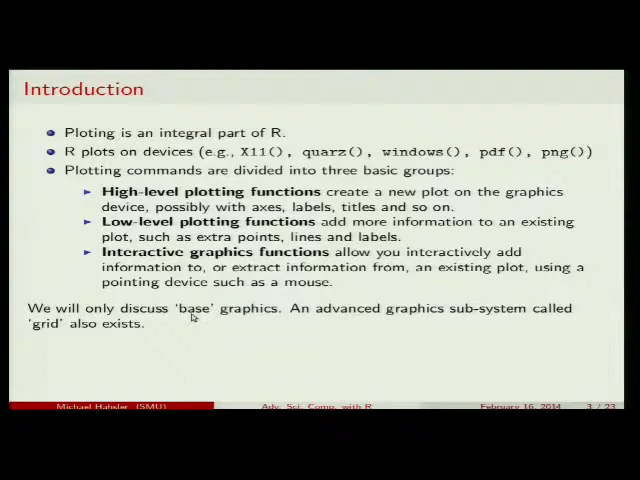 Introduction
Ploting is an integral part of R.
R plots on devices (e.g., X11(), quarz(), windows(), pdf(), png())
Plotting commands are divided into three basic groups:
High-level plotting functions create a new plot on the graphics
device, possibly with axes, labels, titles and so on.
Low-level plotting functions add more information to an existing
plot, such as extra points, lines and labels.
Interactive graphics functions allow you interactively add
information to, or extract information from, an existing plot, using a
pointing device such as a mouse.
We will only discuss 'base' graphics. An advanced graphics sub-system called
'grid' also exists.
Michael Hahsler (SMU) Adv. Sci. Comp. with R February 16, 2014 3 / 23